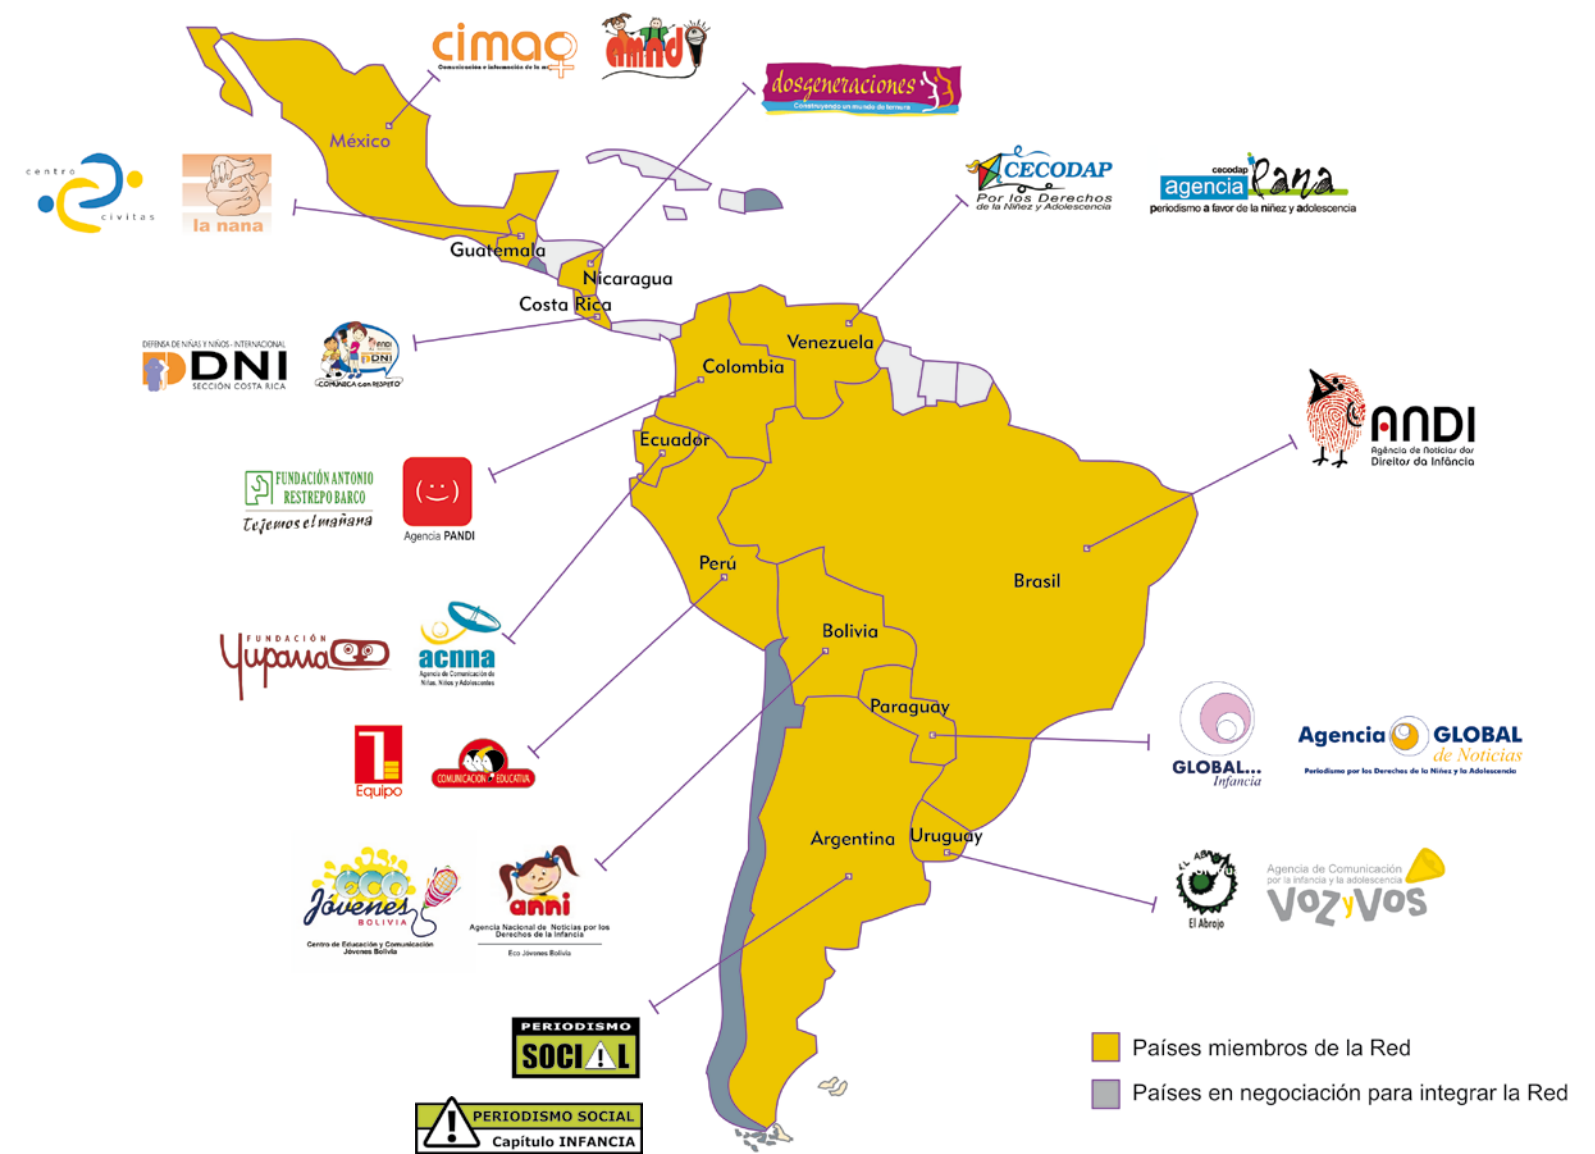 cimac
Comunicación e información de la mujer
amnd
dosgeneraciones
Construyendo un mundo de ternura
México
centro
civitas
la nana
CECODAP
Por los Derechos
de la Niñez y Adolescencia
cecodap
agencia Pana
periodismo a favor de la niñez y adolescencia
Guatemala
Nicaragua
Costa Rica
DEFENSA DE NIÑAS Y NIÑOS - INTERNACIONAL
DNI
SECCIÓN COSTA RICA
ANDI
DNI
COMUNICA con RESPETO
Venezuela
Colombia
Ecuador
ANDI
Agência de Notícias dos
Direitos da Infância
FUNDACIÓN ANTONIO
RESTREPO BARCO
Tejemos el mañana
(:)
Agencia PANDI
Perú
Brasil
FUNDACIÓN
Yupana
acnna
Agencia de Comunicación de
Niñas, Niños y Adolescentes
Bolivia
Paraguay
GLOBAL...
Infancia
Agencia GLOBAL
de Noticias
Periodismo por los Derechos de la Niñez y la Adolescencia
Equipo
COMUNICACIÓN EDUCATIVA
Argentina
Uruguay
eco
Jóvenes
BOLIVIA
Centro de Educación y Comunicación
Jóvenes Bolivia
anni
Agencia Nacional de Noticias por los
Derechos de la Infancia
Eco Jóvenes Bolivia
EL ABROJO
El Abrojo
Agencia de Comunicación
por la infancia y la adolescencia
VOZ y VOS
PERIODISMO
SOCIAL
PERIODISMO SOCIAL
Capítulo INFANCIA
Países miembros de la Red
Países en negociación para integrar la Red